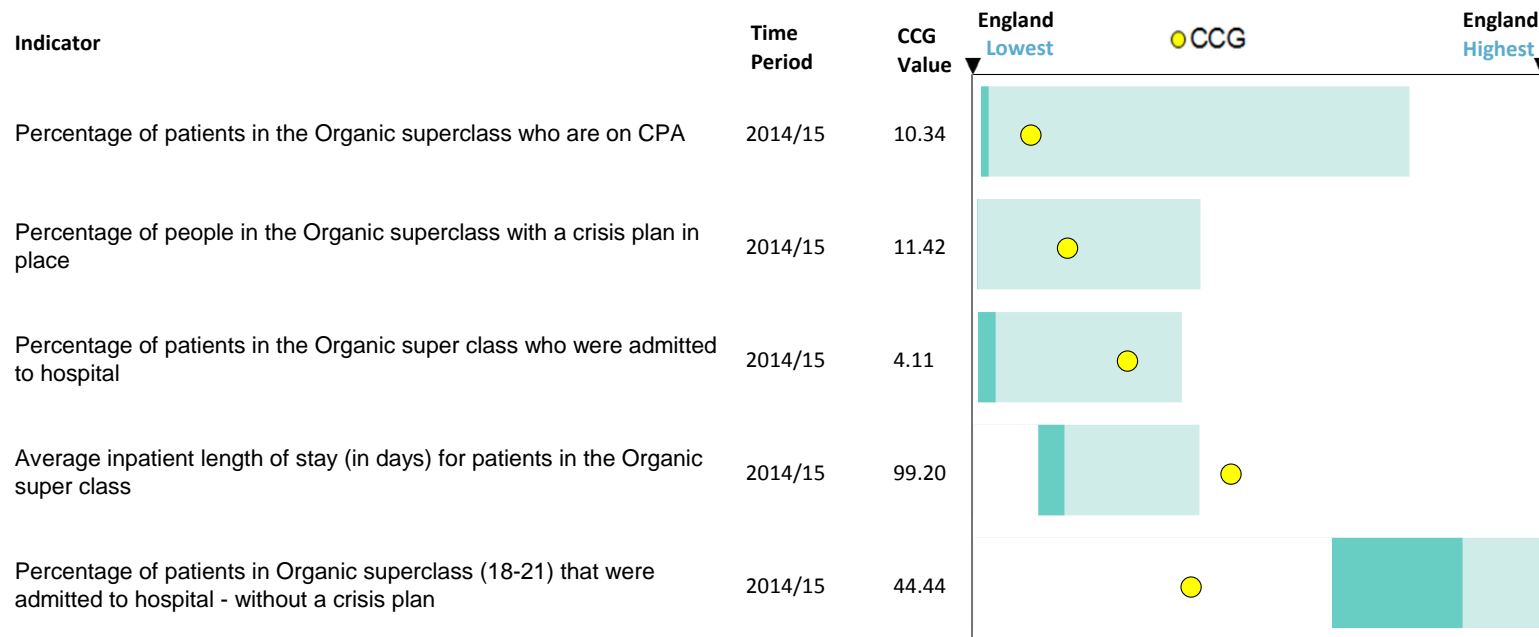 Indicator
Time
Period
CCG
Value
England
Lowest
CCG
England
Highest
Percentage of patients in the Organic superclass who are on CPA 2014/15 10.34
Percentage of people in the Organic superclass with a crisis plan in
place
2014/15 11.42
Percentage of patients in the Organic super class who were admitted
to hospital
2014/15 4.11
Average inpatient length of stay (in days) for patients in the Organic
super class
2014/15 99.20
Percentage of patients in Organic superclass (18-21) that were
admitted to hospital - without a crisis plan
2014/15 44.44